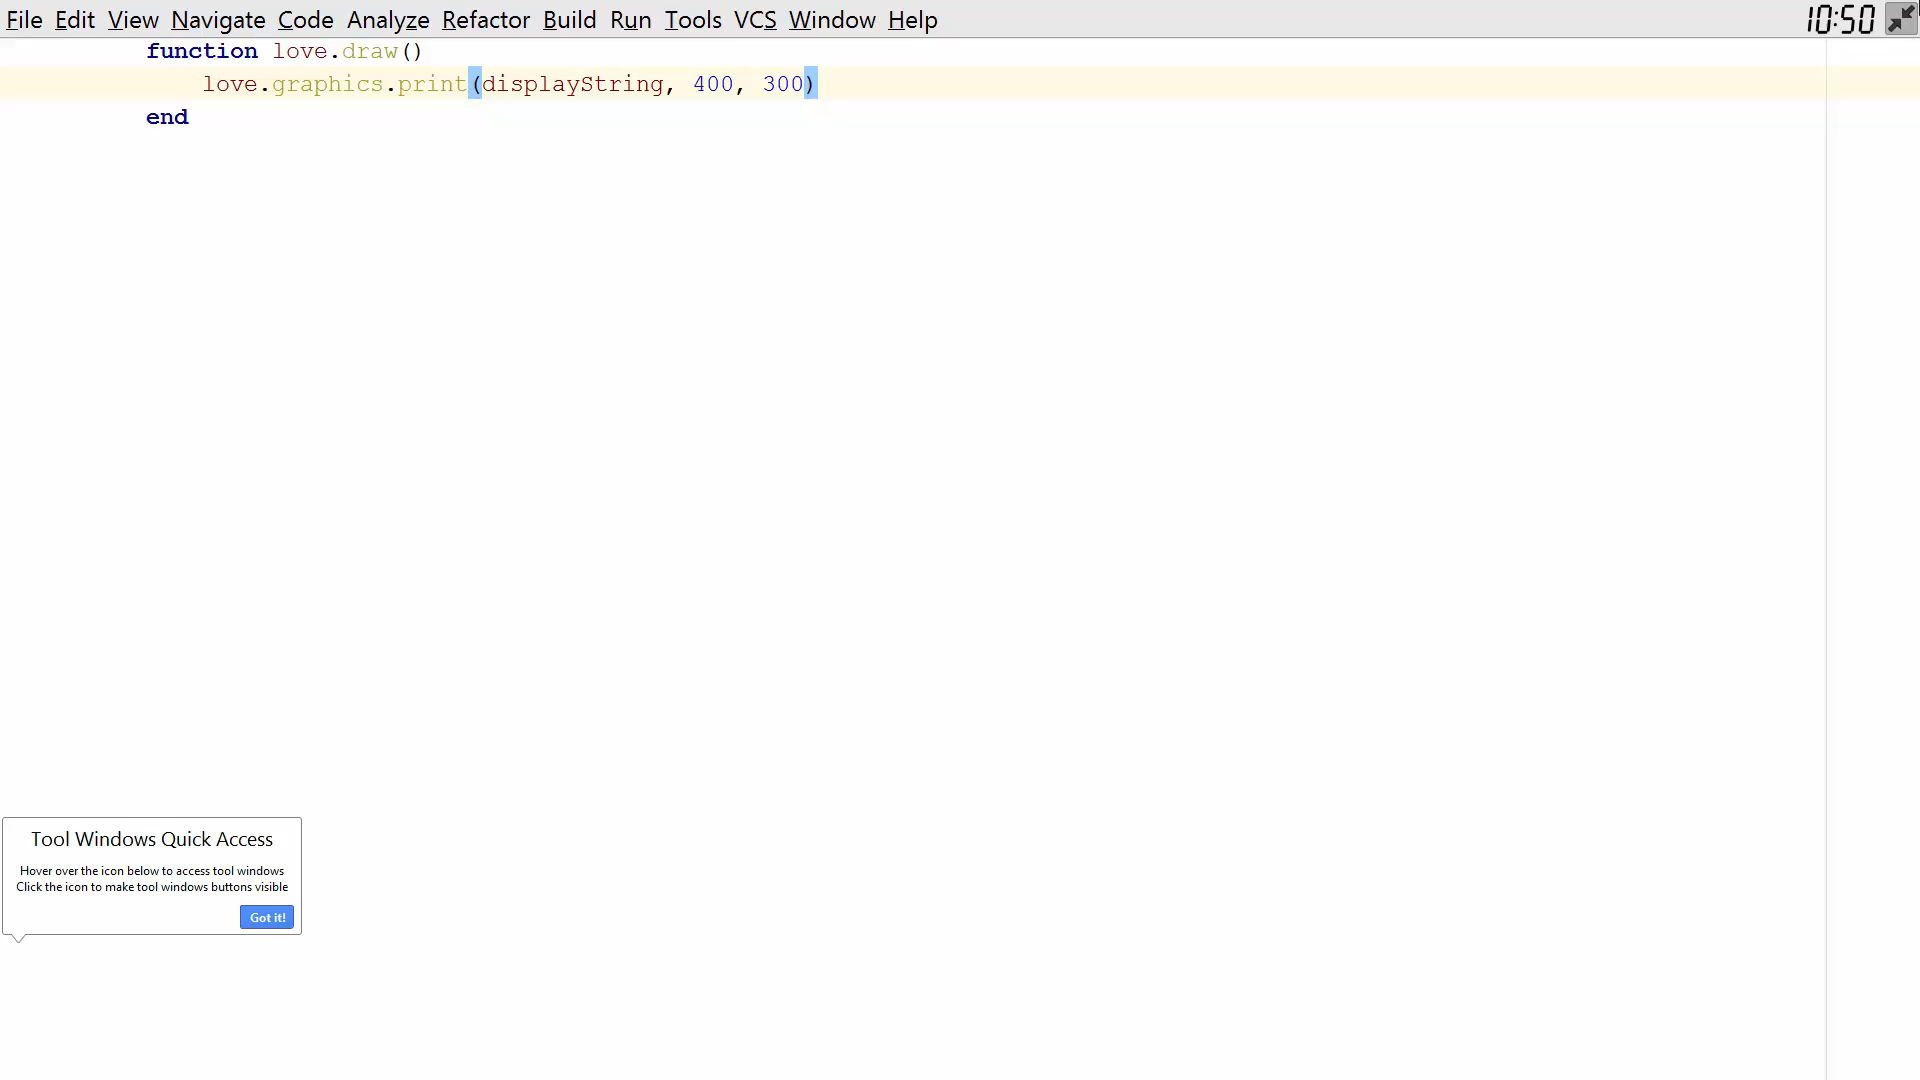 File Edit View Navigate Code Analyze Refactor Build Run Tools VCS Window Help 10:50
function love.draw()
love.graphics.print(displayString, 400, 300)
end
Tool Windows Quick Access
Hover over the icon below to access tool windows
Click the icon to make tool windows buttons visible
Got it!